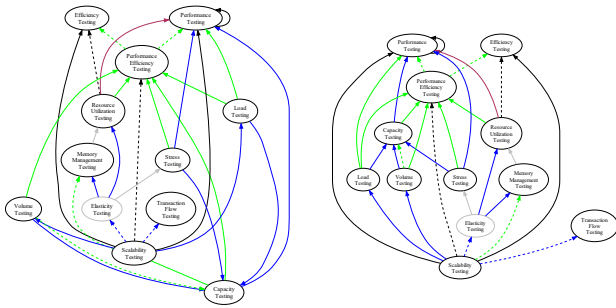 Efficiency
Testing
Performance
Testing
Performance
Efficiency
Testing
Resource
Utilization
Testing
Load
Testing
Memory
Management
Testing
Stress
Testing
Elasticity
Testing
Transaction
Flow
Testing
Volume
Testing
Scalability
Testing
Capacity
Testing
Performance
Testing
Efficiency
Testing
Performance
Efficiency
Testing
Capacity
Testing
Resource
Utilization
Testing
Load
Testing
Volume
Testing
Stress
Testing
Memory
Management
Testing
Elasticity
Testing
Transaction
Flow
Testing
Scalability
Testing